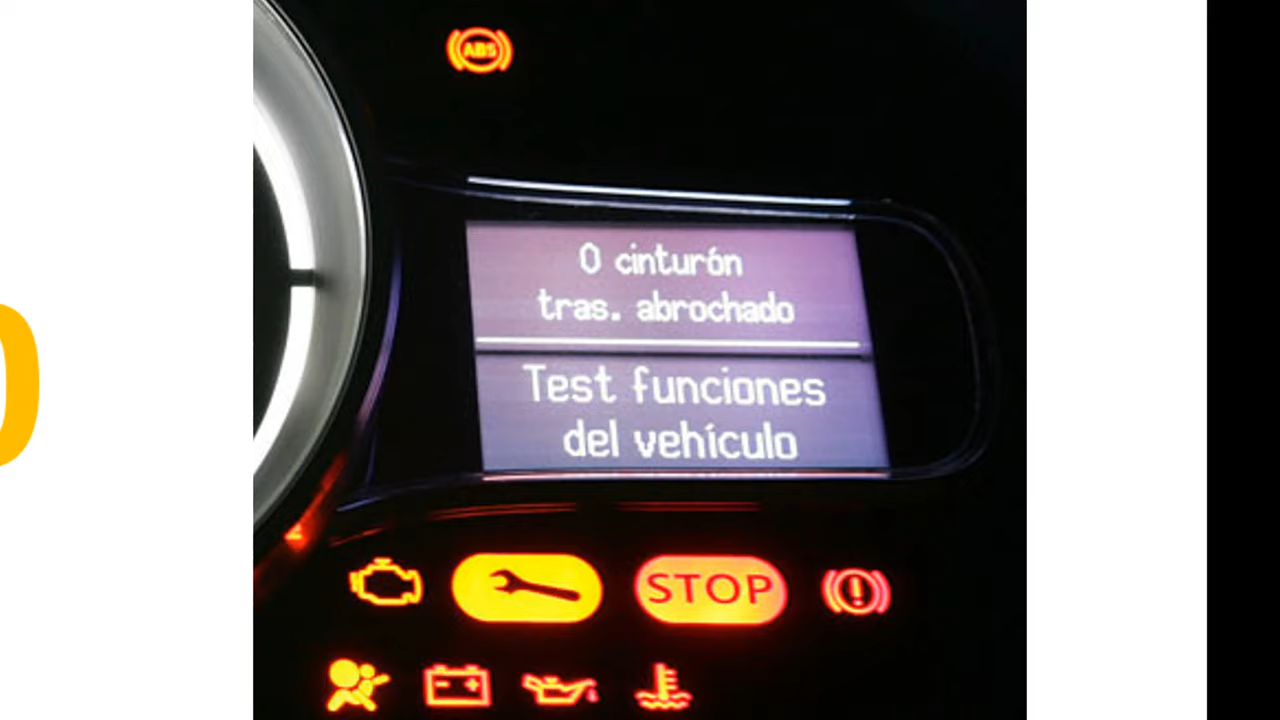 ABS
0 cinturón
tras. abrochado
Test funciones
del vehículo
STOP